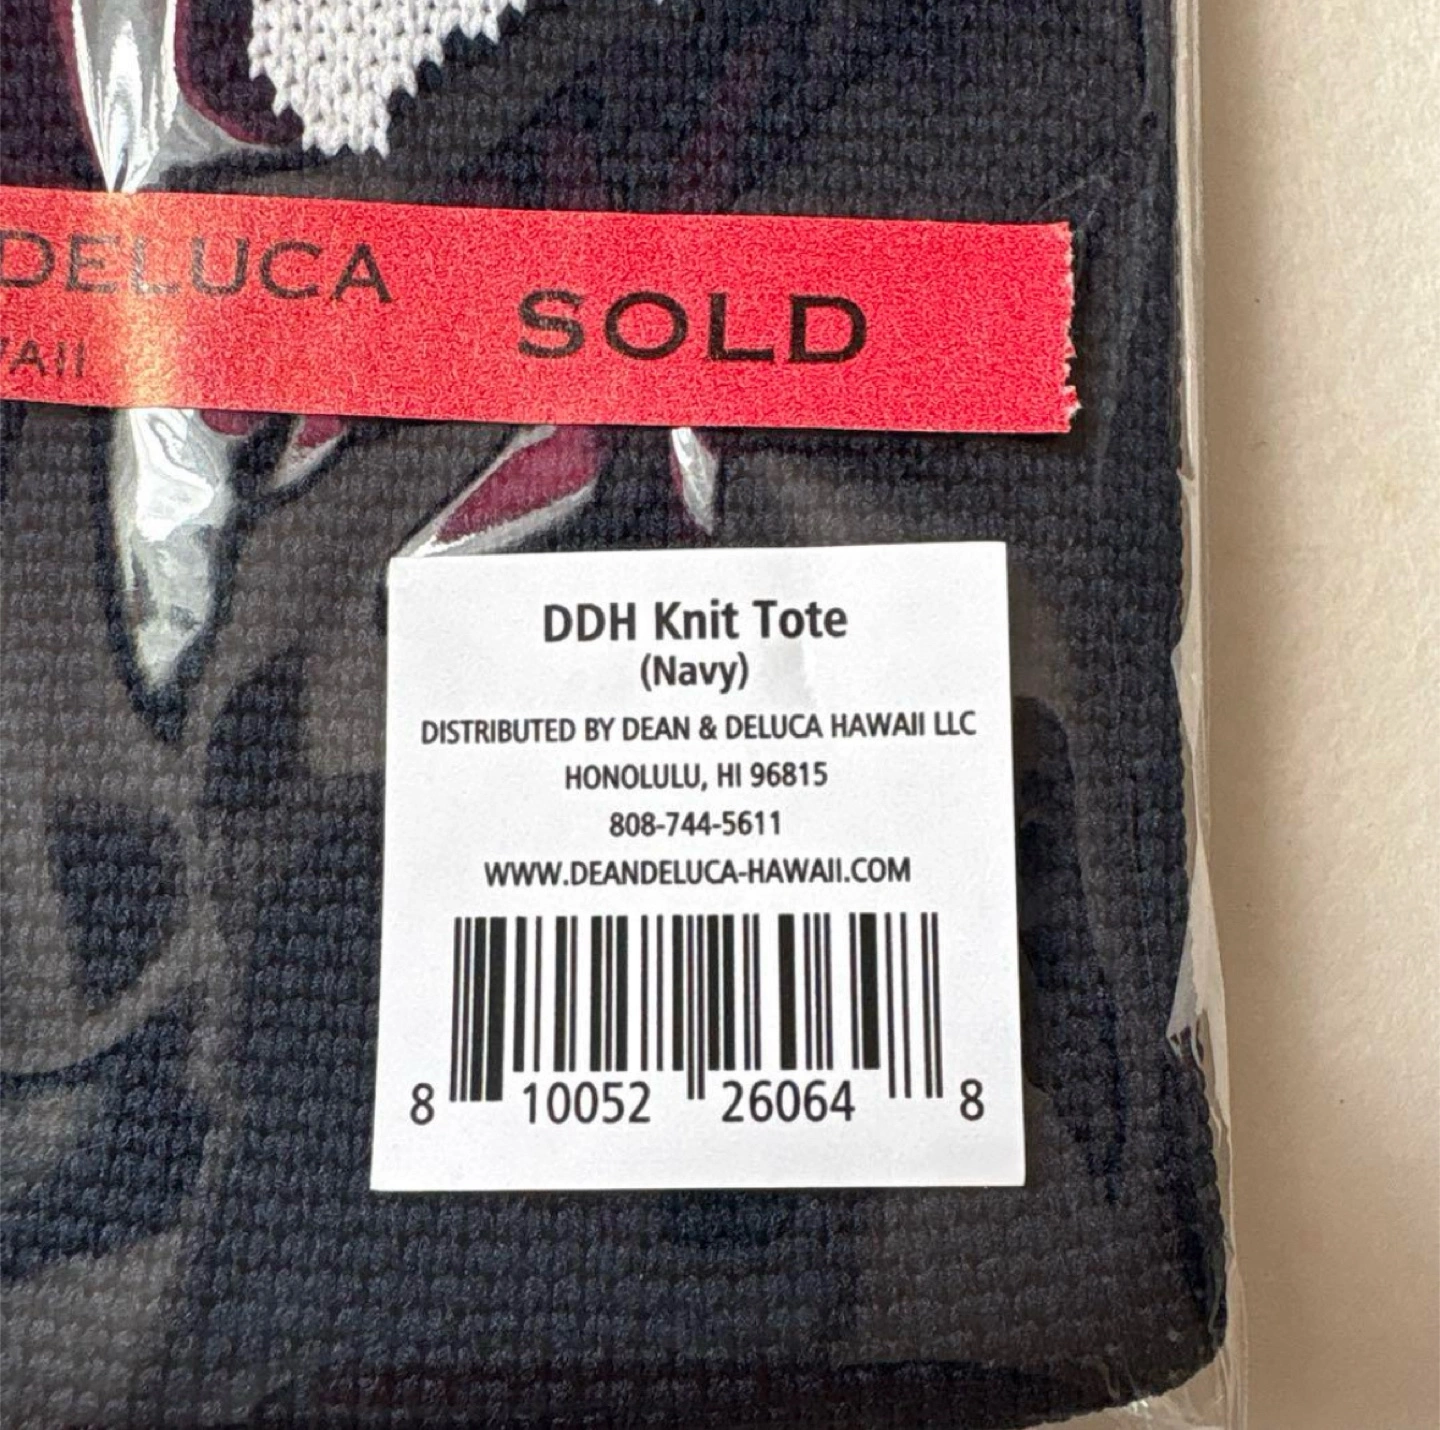 DELUCA
SOLD
WAII
DDH Knit Tote
(Navy)
DISTRIBUTED BY DEAN & DELUCA HAWAII LLC
HONOLULU, HI 96815
808-744-5611
WWW.DEANDELUCA-HAWAII.COM
8 10052 26064 8